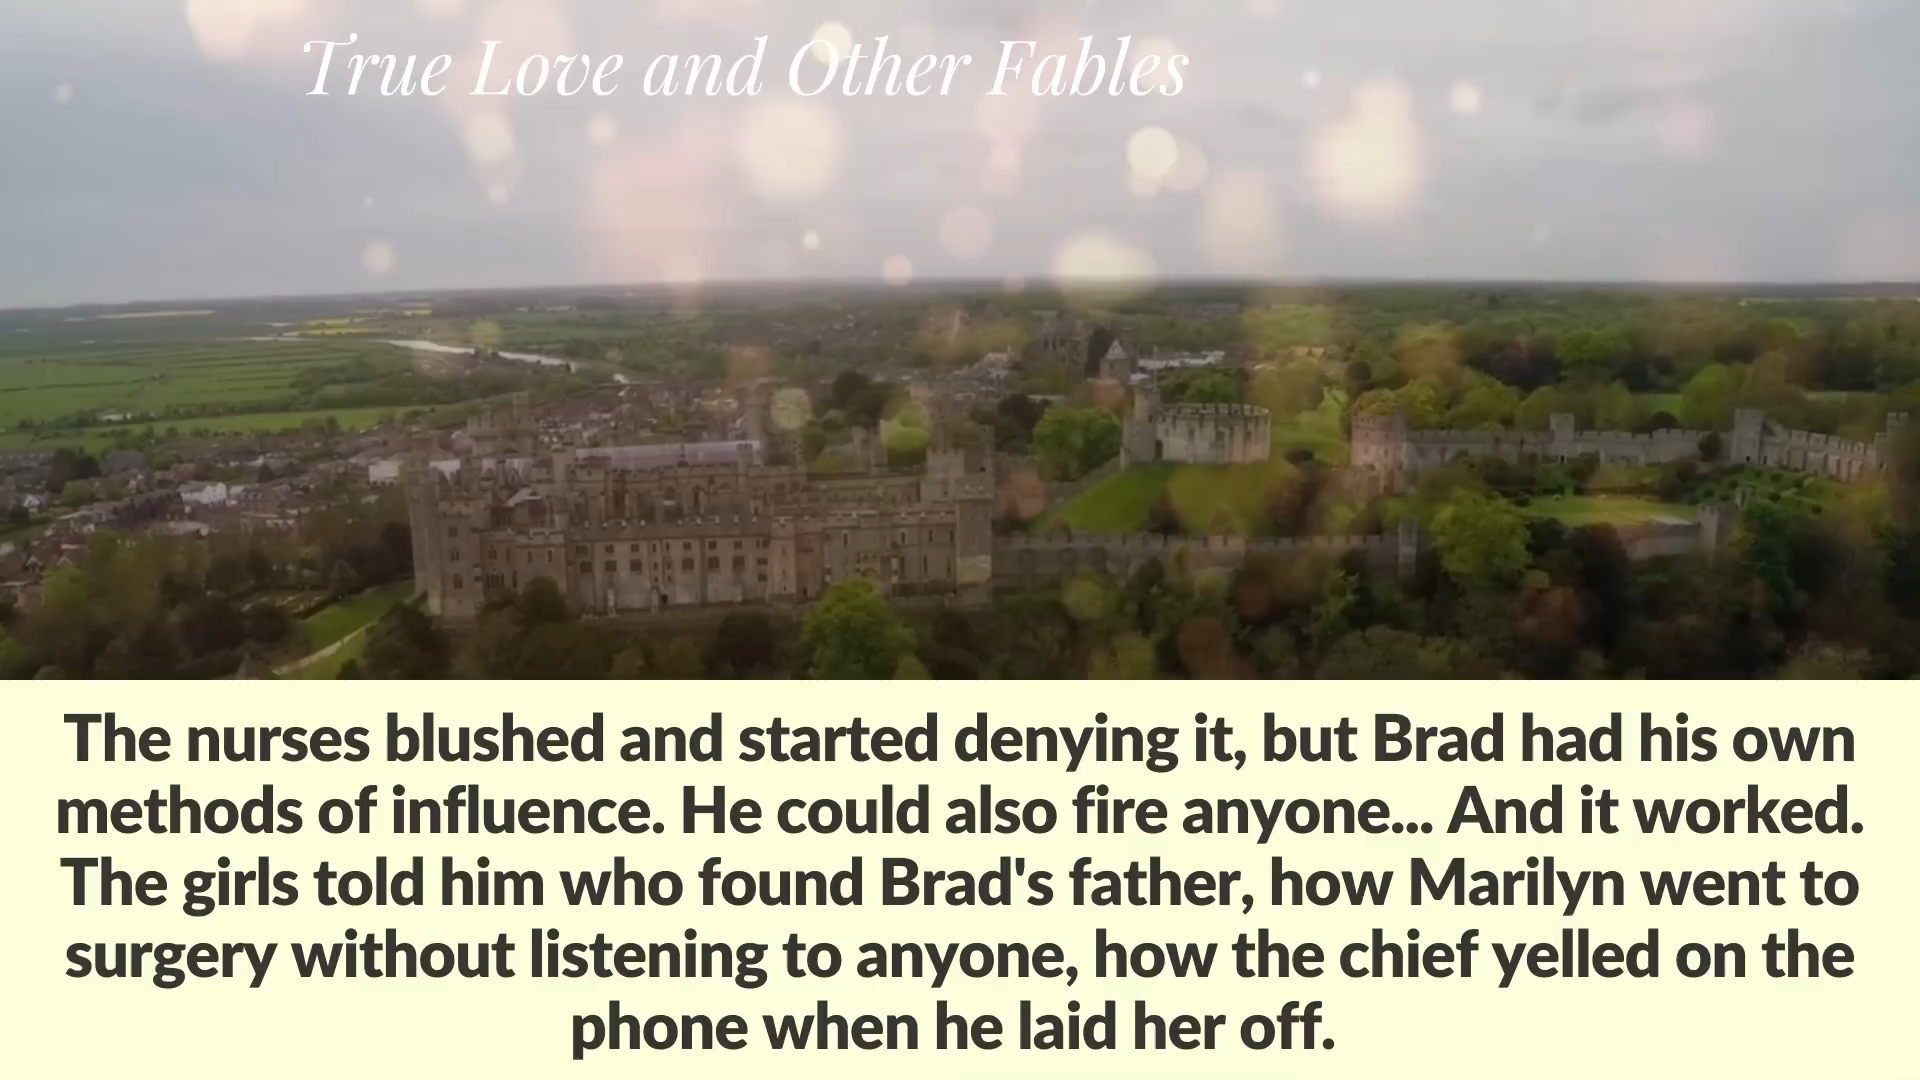 True Love and Other Fables
The nurses blushed and started denying it, but Brad had his own
methods of influence. He could also fire anyone... And it worked.
The girls told him who found Brad's father, how Marilyn went to
surgery without listening to anyone, how the chief yelled on the
phone when he laid her off.